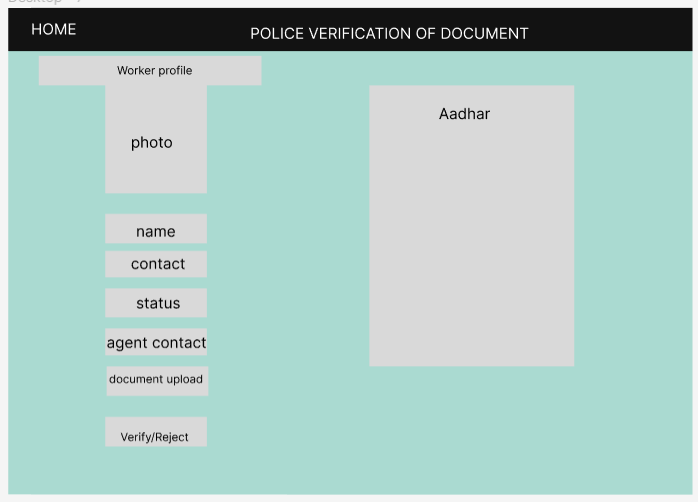 HOME
POLICE VERIFICATION OF DOCUMENT
Worker profile
photo
name
contact
status
agent contact
document upload
Verify/Reject
Aadhar